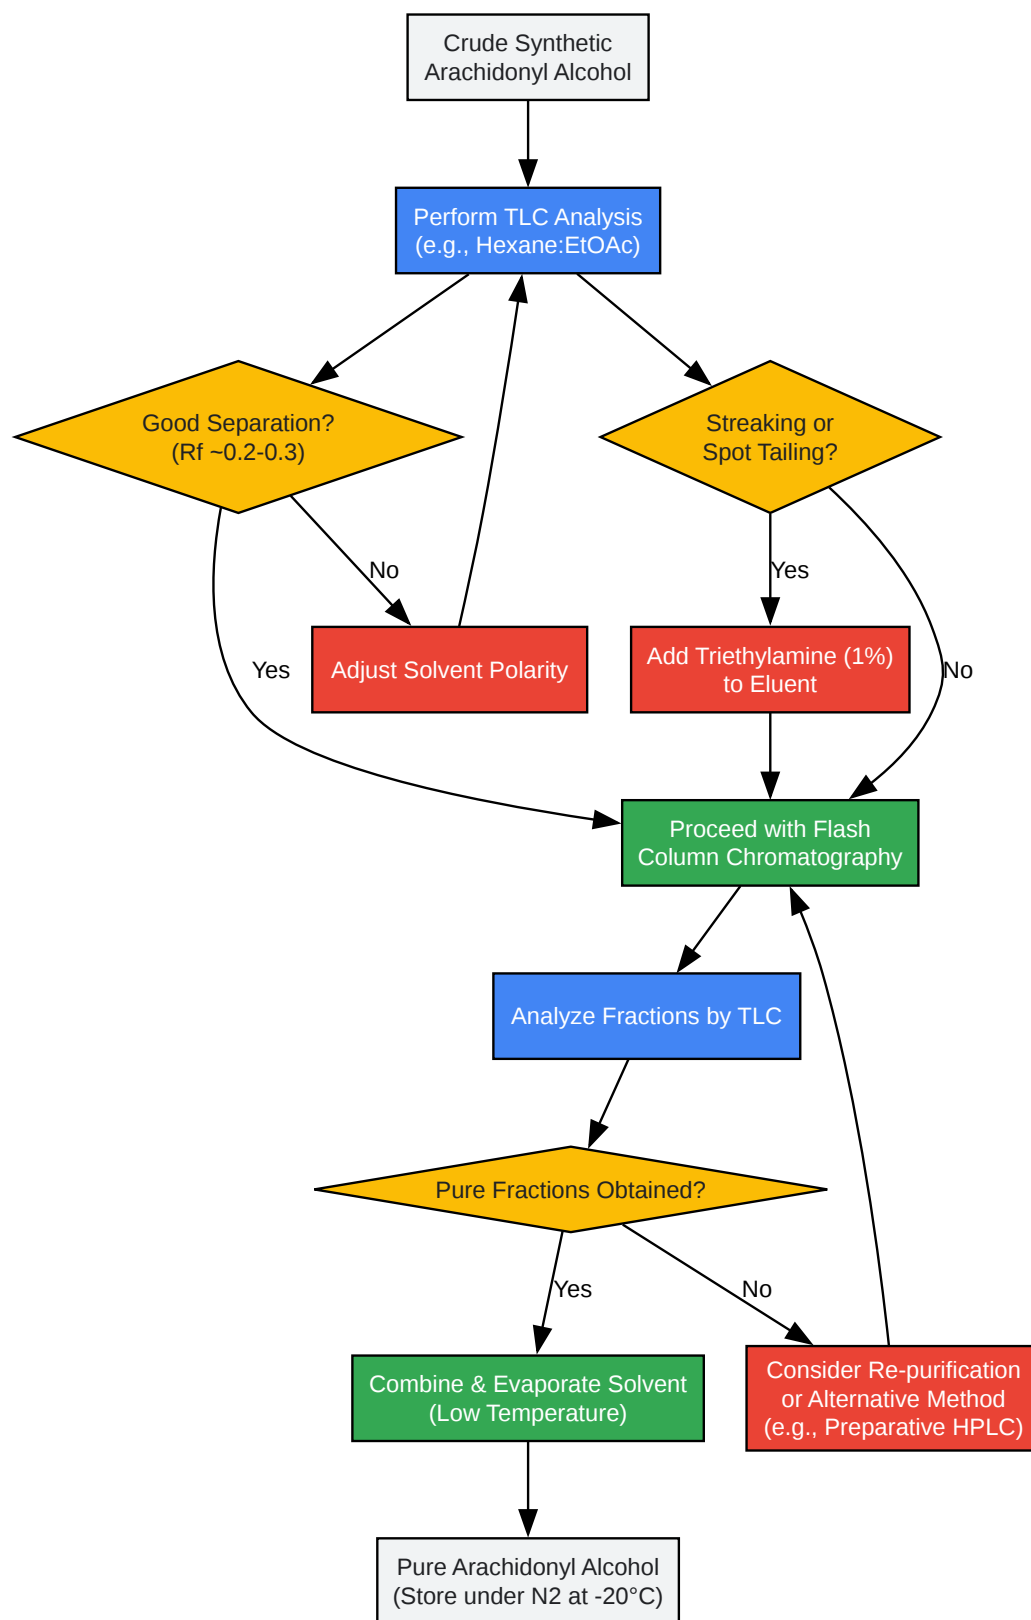 Crude Synthetic
Arachidonyl Alcohol
Perform TLC Analysis
(e.g., Hexane:EtOAc)
Good Separation?
(Rf ~0.2-0.3)
Streaking or
Spot Tailing?
No
Yes
Adjust Solvent Polarity
Add Triethylamine (1%)
to Eluent
Yes
No
Proceed with Flash
Column Chromatography
Analyze Fractions by TLC
Pure Fractions Obtained?
Yes
No
Combine & Evaporate Solvent
(Low Temperature)
Consider Re-purification
or Alternative Method
(e.g., Preparative HPLC)
Pure Arachidonyl Alcohol
(Store under N2 at -20°C)